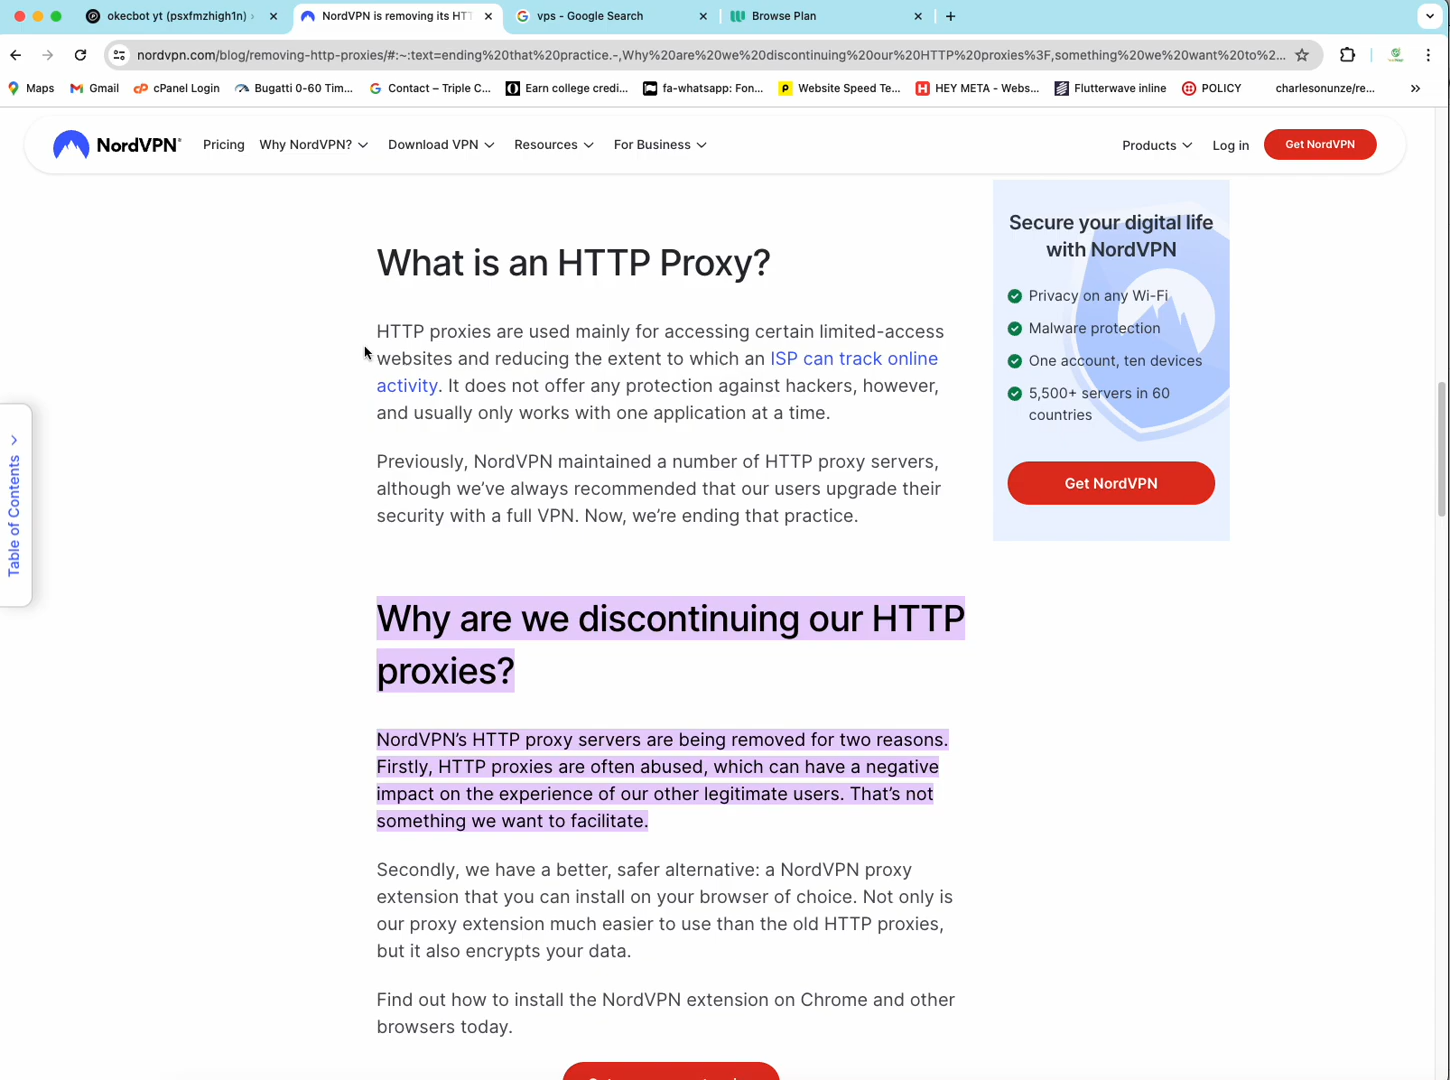 okecbot yt (psxfmzhigh1n)
NordVPN is removing its HTT
vps - Google Search
Browse Plan
nordvpn.com/blog/removing-http-proxies/#:~:text=ending%20that%20practice.-,Why%20are%20we%20discontinuing%20our%20HTTP%20proxies%3F,something%20we%20want%20to%2...
Maps
Gmail
cPanel Login
Bugatti 0-60 Tim...
Contact – Triple C...
Earn college credi...
fa-whatsapp: Fon...
Website Speed Te...
HEY META - Webs...
Flutterwave inline
POLICY
charlesonunze/re...
NordVPN®
Pricing
Why NordVPN?
Download VPN
Resources
For Business
Products
Log in
Get NordVPN
What is an HTTP Proxy?
HTTP proxies are used mainly for accessing certain limited-access
websites and reducing the extent to which an ISP can track online
activity. It does not offer any protection against hackers, however,
and usually only works with one application at a time.
Previously, NordVPN maintained a number of HTTP proxy servers,
although we’ve always recommended that our users upgrade their
security with a full VPN. Now, we’re ending that practice.
Why are we discontinuing our HTTP
proxies?
NordVPN’s HTTP proxy servers are being removed for two reasons.
Firstly, HTTP proxies are often abused, which can have a negative
impact on the experience of our other legitimate users. That’s not
something we want to facilitate.
Secondly, we have a better, safer alternative: a NordVPN proxy
extension that you can install on your browser of choice. Not only is
our proxy extension much easier to use than the old HTTP proxies,
but it also encrypts your data.
Find out how to install the NordVPN extension on Chrome and other
browsers today.
Secure your digital life
with NordVPN
Privacy on any Wi-Fi
Malware protection
One account, ten devices
5,500+ servers in 60
countries
Get NordVPN
Table of Contents